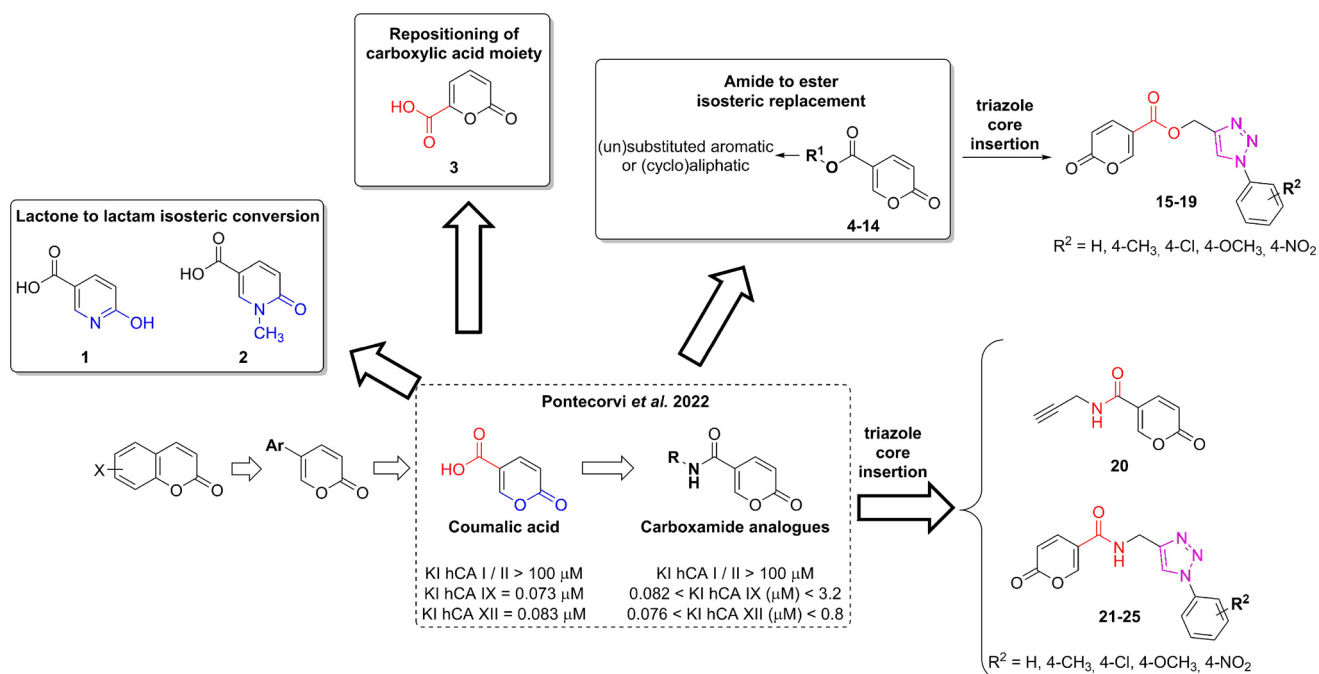 Repositioning of
carboxylic acid moiety
HO
O
O
O
3
Amide to ester
isosteric replacement
(un)substituted aromatic
or (cyclo)aliphatic
R¹
O
O
O
O
4-14
triazole
core
insertion
O
O
O
O
N
N
N
R²
15-19
R² = H, 4-CH₃, 4-Cl, 4-OCH₃, 4-NO₂
Lactone to lactam isosteric conversion
O
HO
N
OH
1
O
HO
N
O
CH₃
2
Pontecorvi et al. 2022
X
O
O
Ar
O
O
O
HO
O
O
Coumalic acid
KI hCA I / II > 100 μM
KI hCA IX = 0.073 μM
KI hCA XII = 0.083 μM
O
R
N
H
O
O
Carboxamide analogues
KI hCA I / II > 100 μM
0.082 < KI hCA IX (μM) < 3.2
0.076 < KI hCA XII (μM) < 0.8
triazole
core
insertion
O
NH
O
O
20
O
N
H
O
O
N
N
N
R²
21-25
R² = H, 4-CH₃, 4-Cl, 4-OCH₃, 4-NO₂